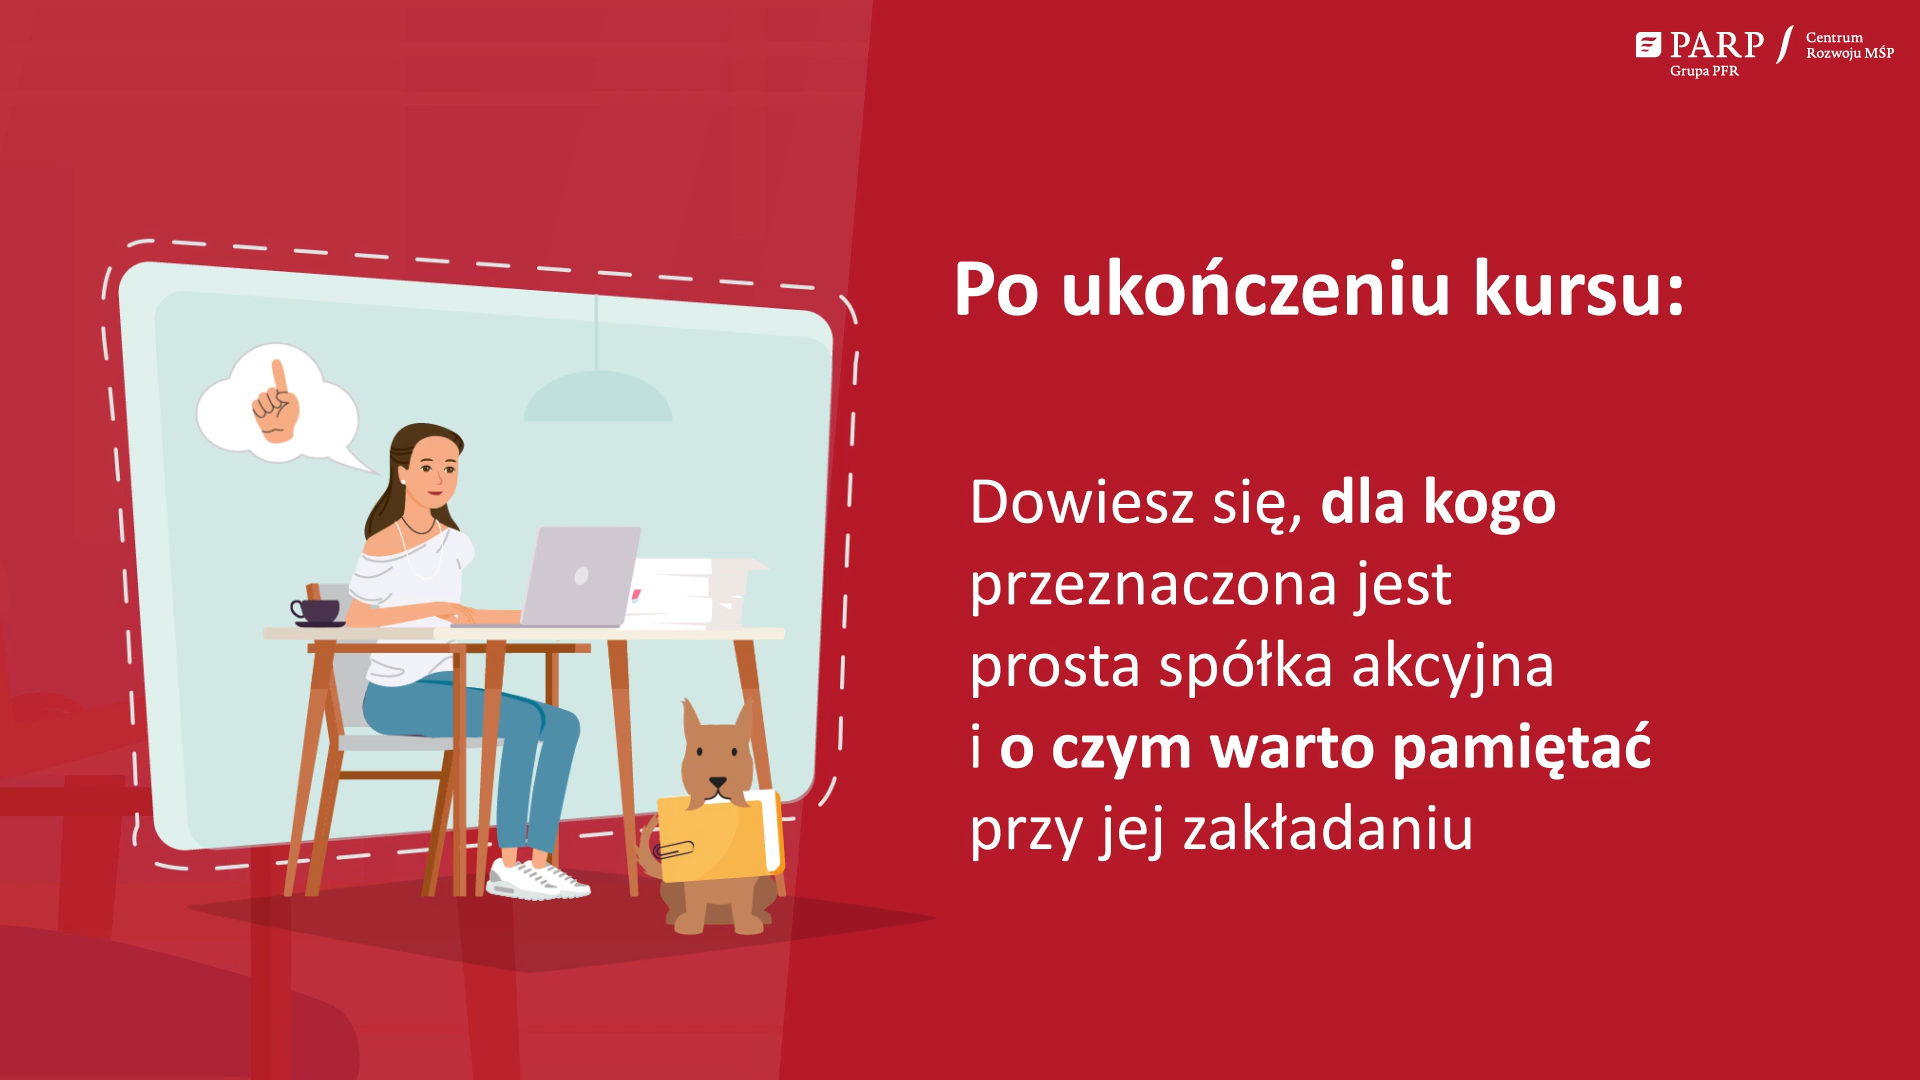 PARP
Grupa PFR
Centrum
Rozwoju MŚP
Po ukończeniu kursu:
Dowiesz się, dla kogo
przeznaczona jest
prosta spółka akcyjna
i o czym warto pamiętać
przy jej zakładaniu